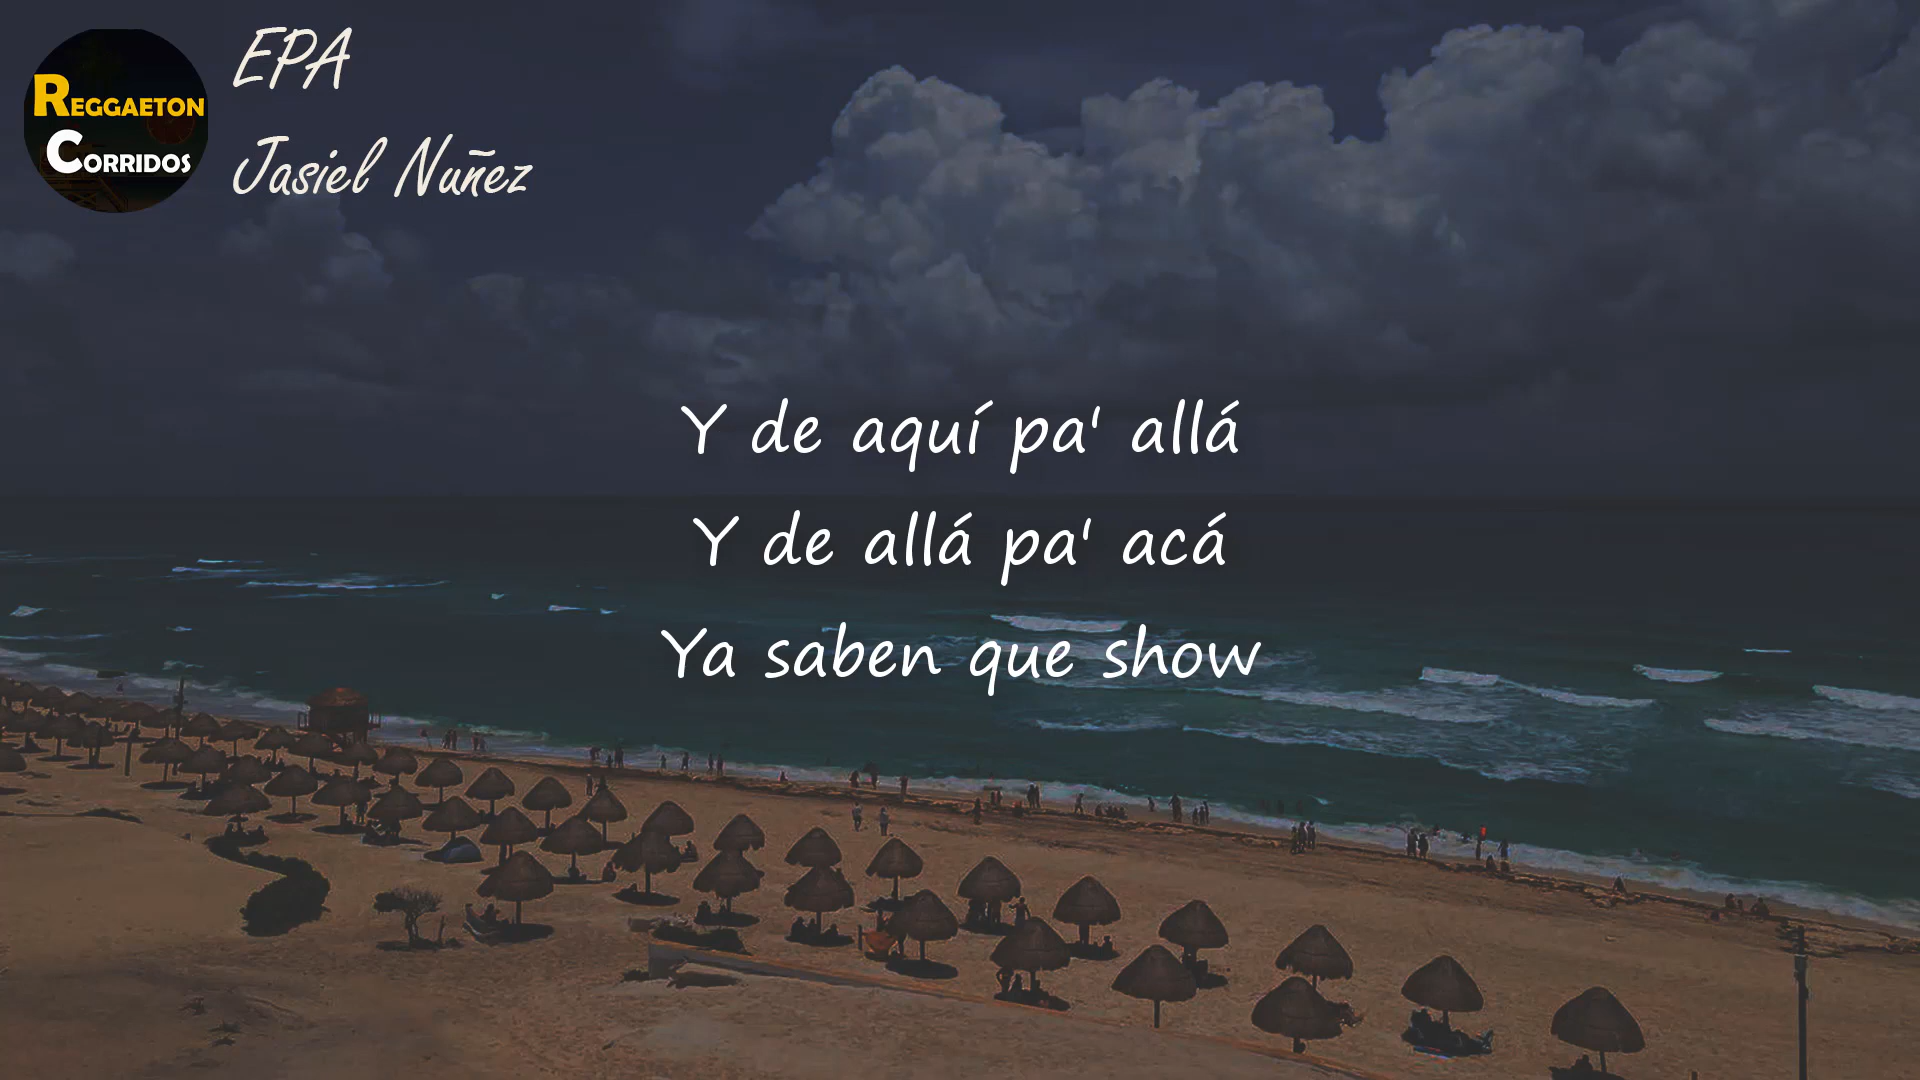 REGGAETON
CORRIDOS
EPA
Jasiel Nuñez
Y de aquí pa' allá
Y de allá pa' acá
Ya saben que show